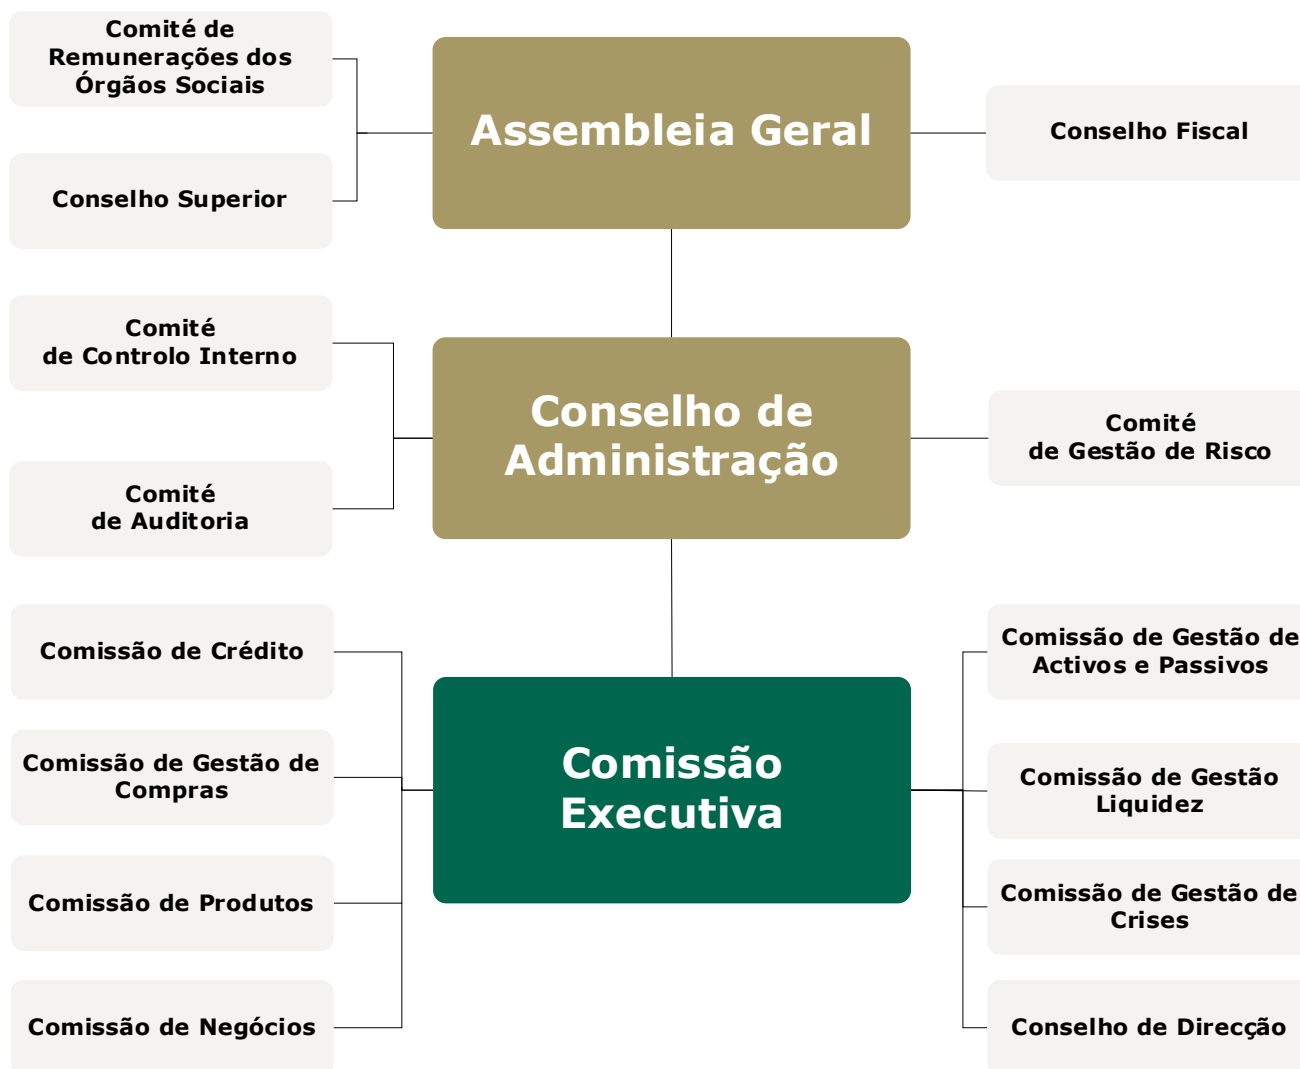 Comité de
Remunerações dos
Órgãos Sociais
Assembleia Geral
Conselho Fiscal
Conselho Superior
Comité
de Controlo Interno
Conselho de
Administração
Comité
de Gestão de Risco
Comité
de Auditoria
Comissão de Crédito
Comissão de Gestão de
Activos e Passivos
Comissão de Gestão de
Compras
Comissão
Executiva
Comissão de Gestão
Liquidez
Comissão de Produtos
Comissão de Gestão de
Crises
Comissão de Negócios
Conselho de Direcção